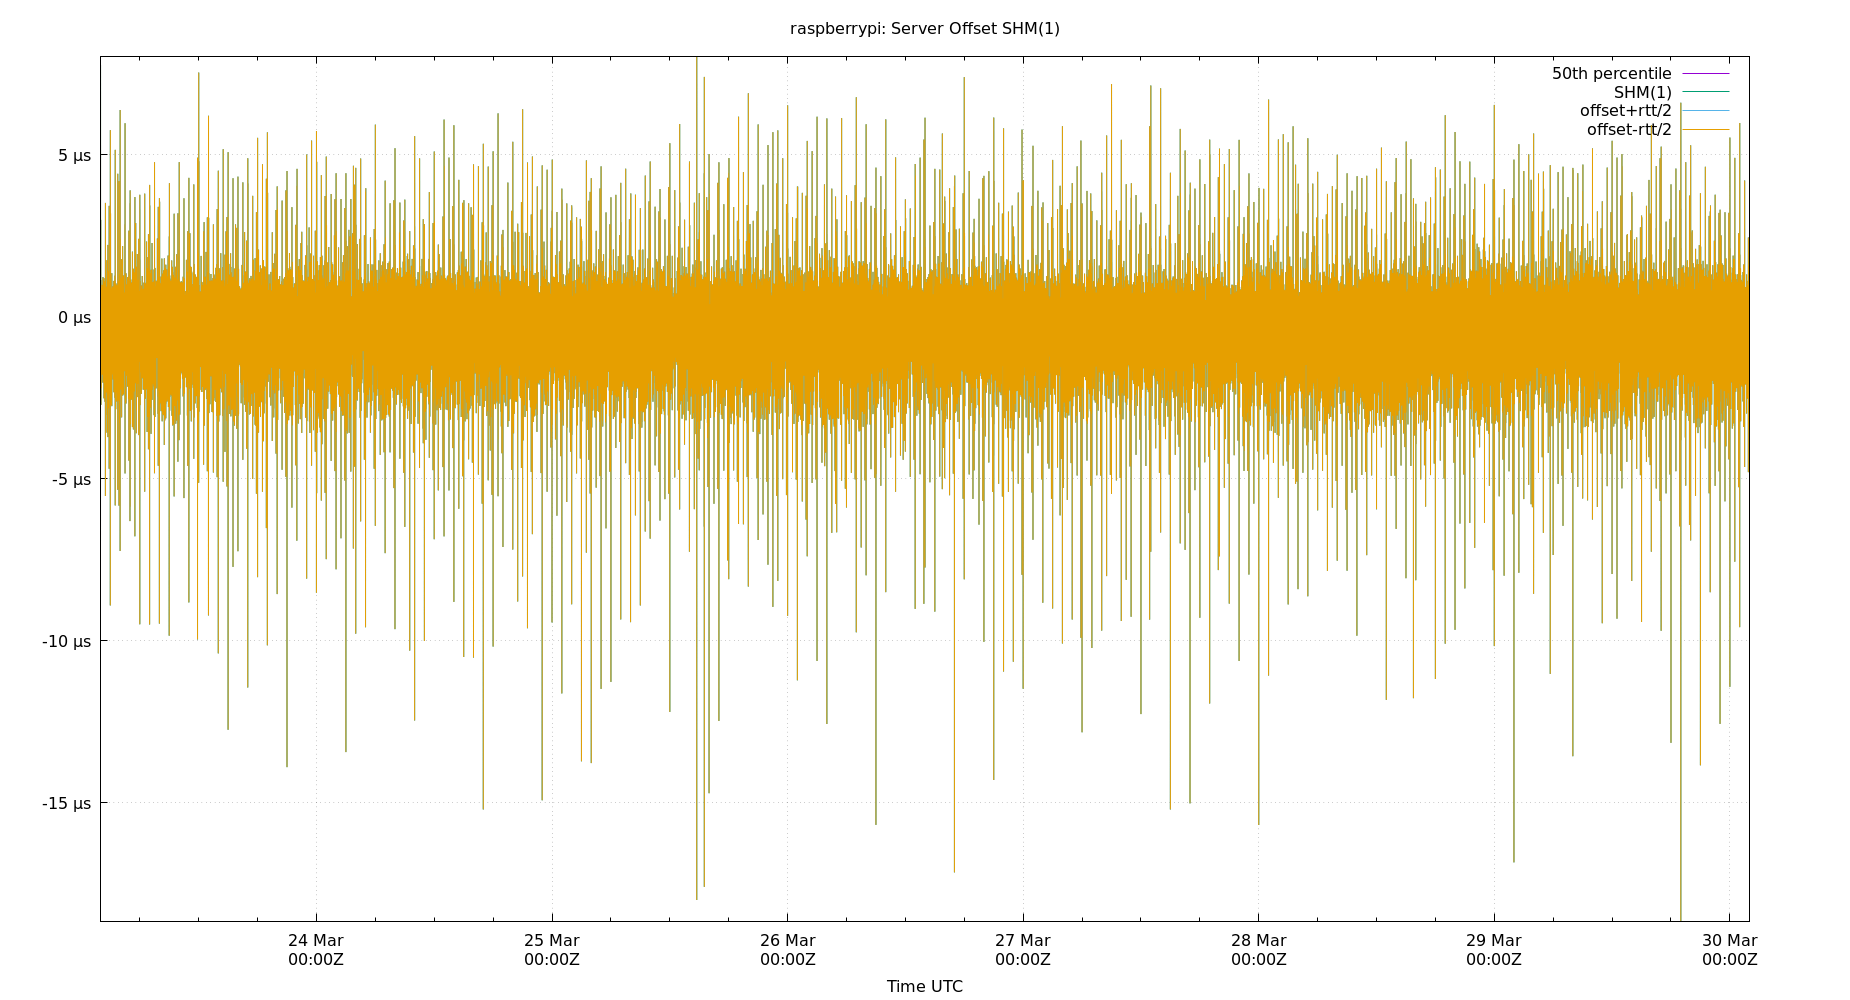 raspberrypi: Server Offset SHM(1)
50th percentile
SHM(1)
offset+rtt/2
offset-rtt/2
5 µs
0 µs
-5 µs
-10 µs
-15 µs
24 Mar 25 Mar 26 Mar 27 Mar 28 Mar 29 Mar 30 Mar
00:00Z 00:00Z 00:00Z 00:00Z 00:00Z 00:00Z 00:00Z
Time UTC